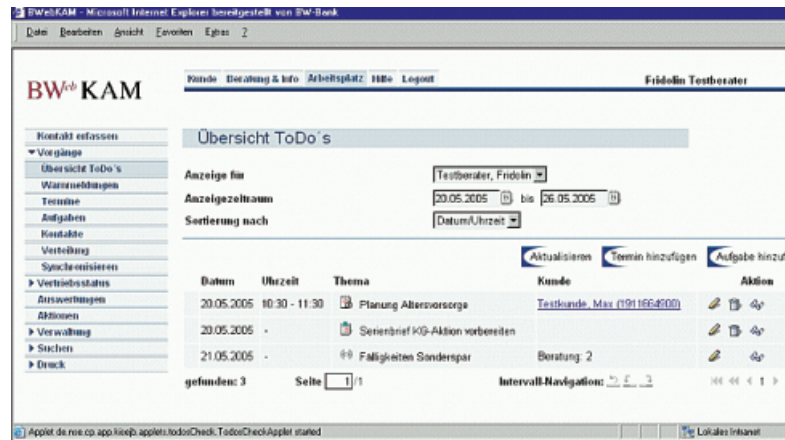 BWebKAM - Microsoft Internet Explorer bereitgestellt von BW-Bank
Datei Bearbeiten Ansicht Favoriten Extras ?
BWeb KAM
Kunde Beratung & Info Arbeitsplatz Hilfe Logout
Fridolin Testberater
Kontakt erfassen
Vorgänge
Übersicht ToDo´s
Warnmeldungen
Termine
Aufgaben
Kontakte
Verteilung
Synchronisieren
Vertriebsstatus
Auswertungen
Aktionen
Verwaltung
Suchen
Druck
Übersicht ToDo´s
Anzeige für Testberater, Fridolin
Anzeigezeitraum 20.05.2005 bis 26.05.2005
Sortierung nach Datum/Uhrzeit
Aktualisieren Termin hinzufügen Aufgabe hinzuf
Datum Uhrzeit Thema Kunde Aktion
20.05.2005 10:30 - 11:30 Planung Altersvorsorge Testkunde, Max (1911664900)
20.05.2005 - Serienbrief KG-Aktion vorbereiten
21.05.2005 - Fälligkeiten Sonderspar Beratung: 2
gefunden: 3 Seite 1 /1 Intervall-Navigation: 1
Lokales Intranet